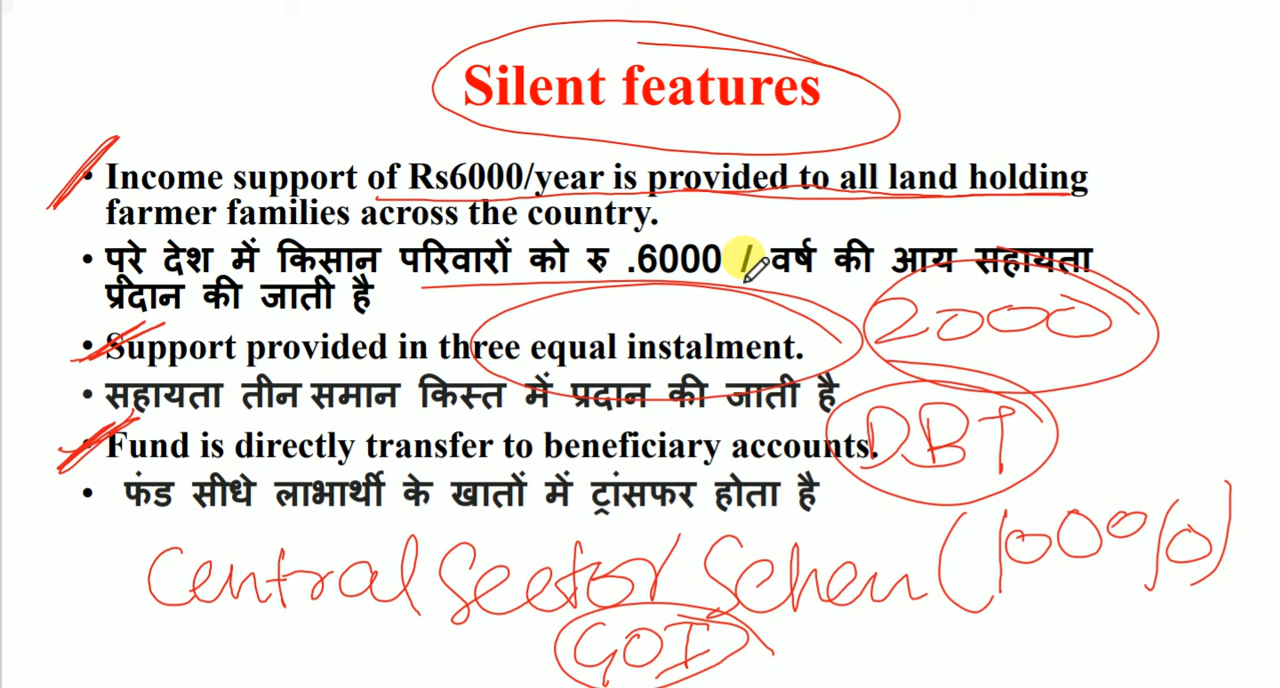 Silent features
• Income support of Rs6000/year is provided to all land holding
farmer families across the country.
• पूरे देश में किसान परिवारों को रु .6000 / वर्ष की आय सहायता
प्रदान की जाती है
2000
• Support provided in three equal instalment.
• सहायता तीन समान किस्त में प्रदान की जाती है
• Fund is directly transfer to beneficiary accounts.
DBT
• फंड सीधे लाभार्थी के खातों में ट्रांसफर होता है
Central Sector Schem (100%)
GOI